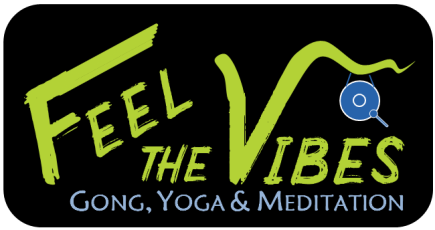 FEEL
THE VIBES
GONG, YOGA & MEDITATION